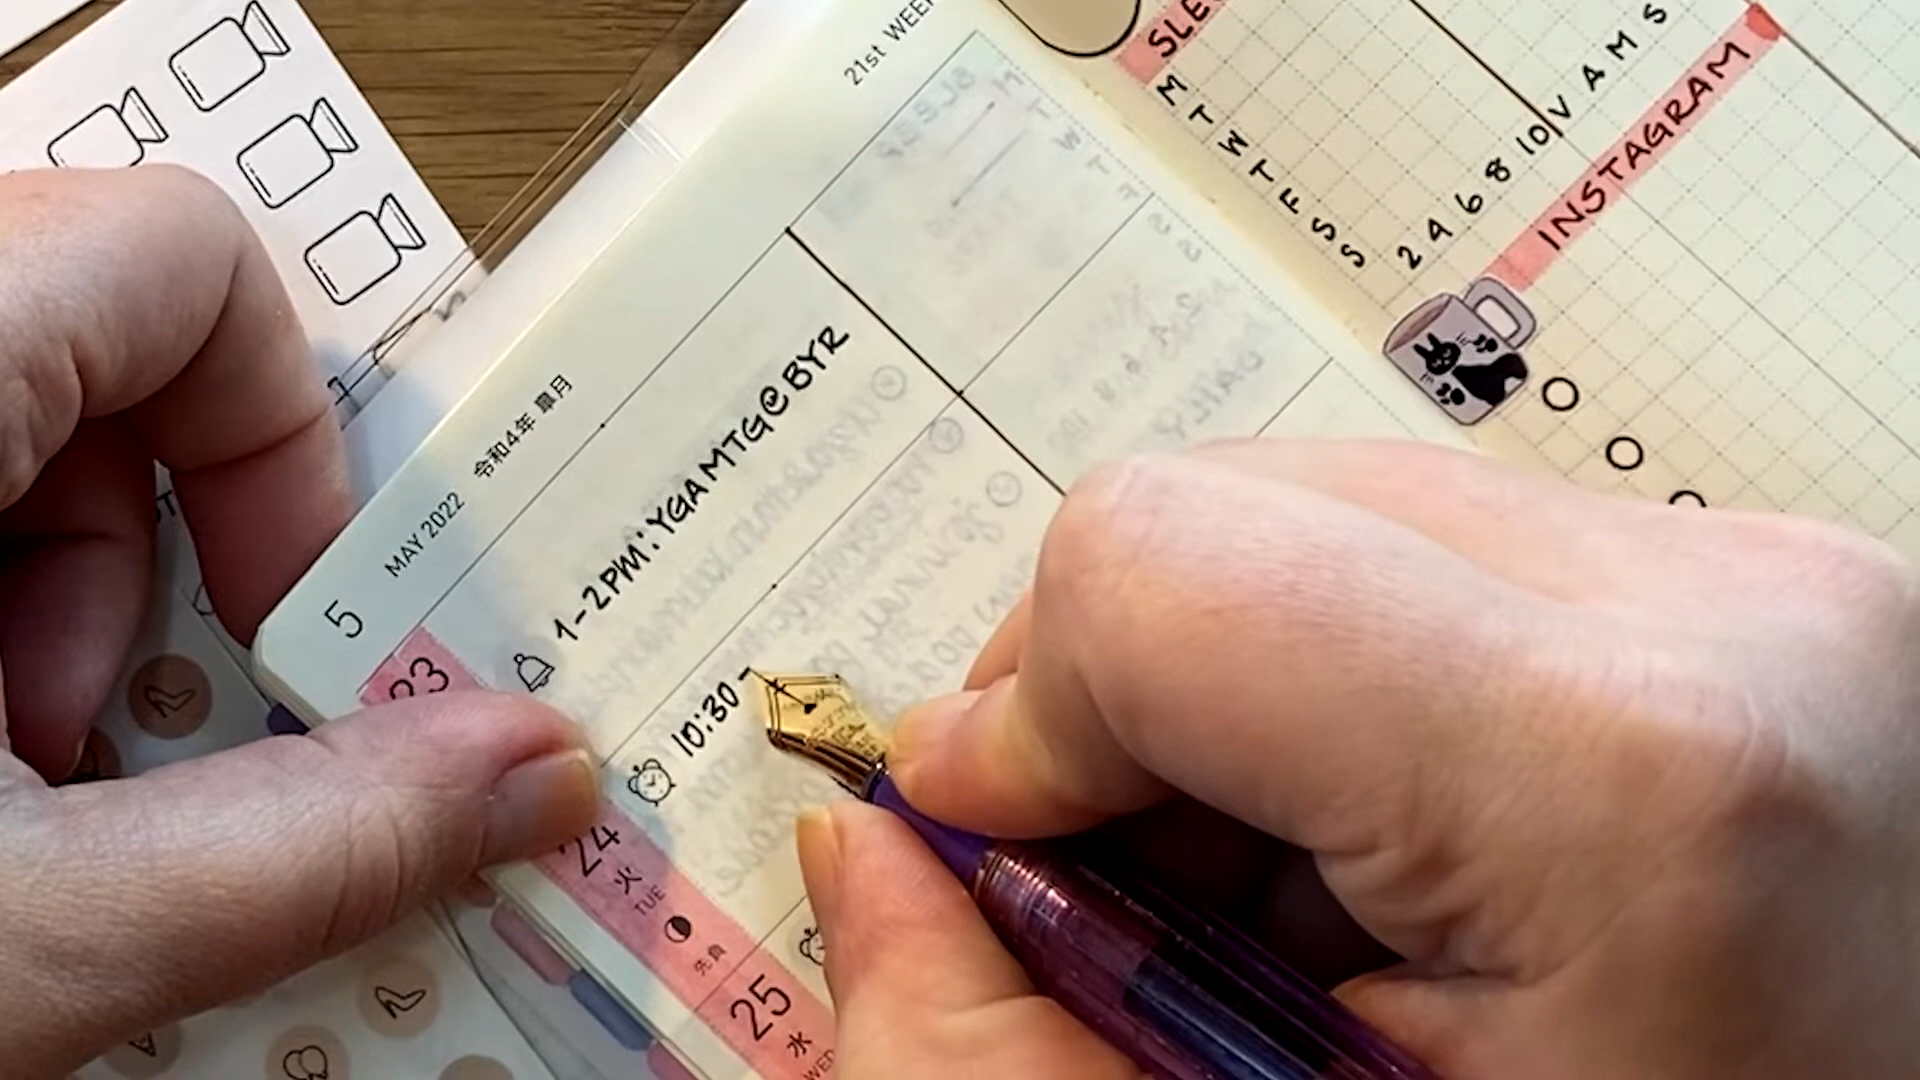 21st WEEK
5
MAY 2022
令和4年 皐月
23
1-2PM: YGAMTG@BYR
10:30 -
24
火
TUE
先負
25
水
WED
SLE
M
T
W
T
F
S
S
2 4 6 8 10 V A M S
INSTAGRAM